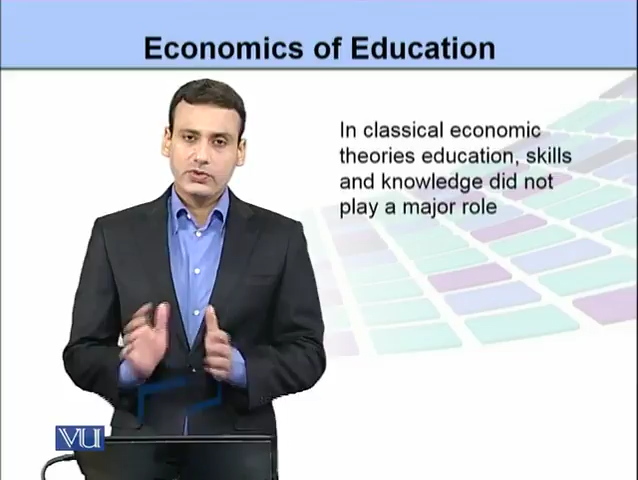 Economics of Education
In classical economic
theories education, skills
and knowledge did not
play a major role
VU